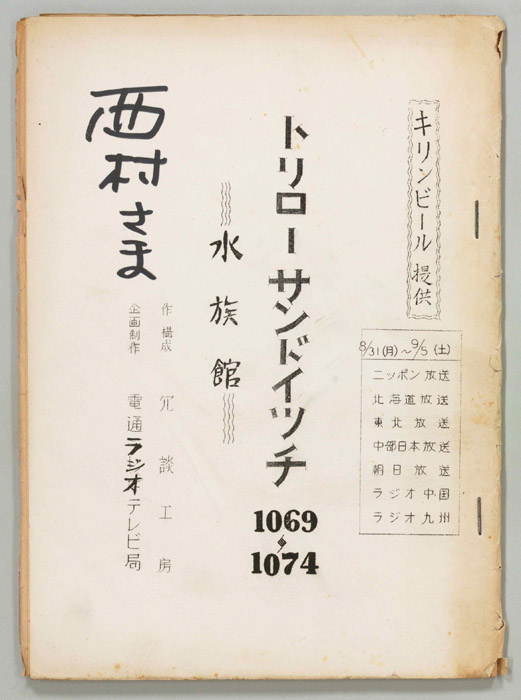 キリンビール 提供
8/31(月)～9/5(土)
ニッポン放送
北海道放送
東北放送
中部日本放送
朝日放送
ラジオ中国
ラジオ九州
トリローサンドイッチ
1069
1074
水族館
作・構成 冗談工房
企画制作 電通ラジオテレビ局
西村さま